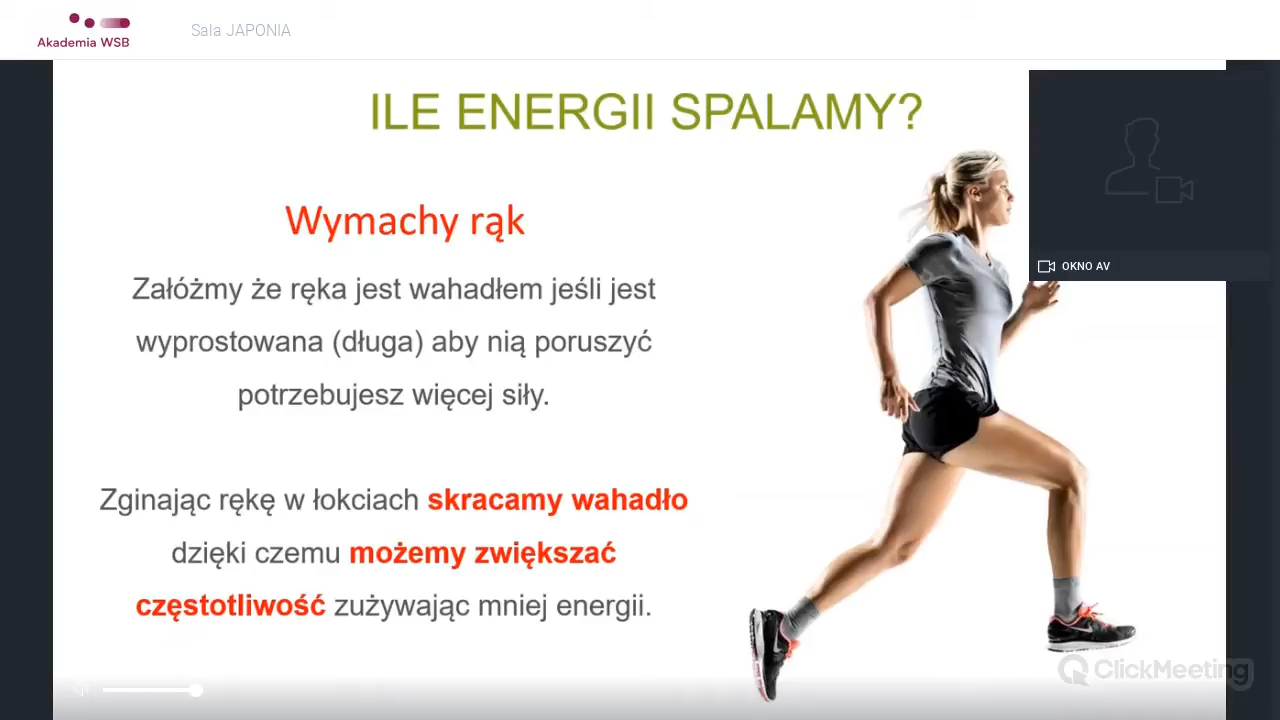 Akademia WSB
Sala JAPONIA
ILE ENERGII SPALAMY?
Wymachy rąk
Załóżmy że ręka jest wahadłem jeśli jest
wyprostowana (długa) aby nią poruszyć
potrzebujesz więcej siły.
Zginając rękę w łokciach skracamy wahadło
dzięki czemu możemy zwiększać
częstotliwość zużywając mniej energii.
OKNO AV
ClickMeeting